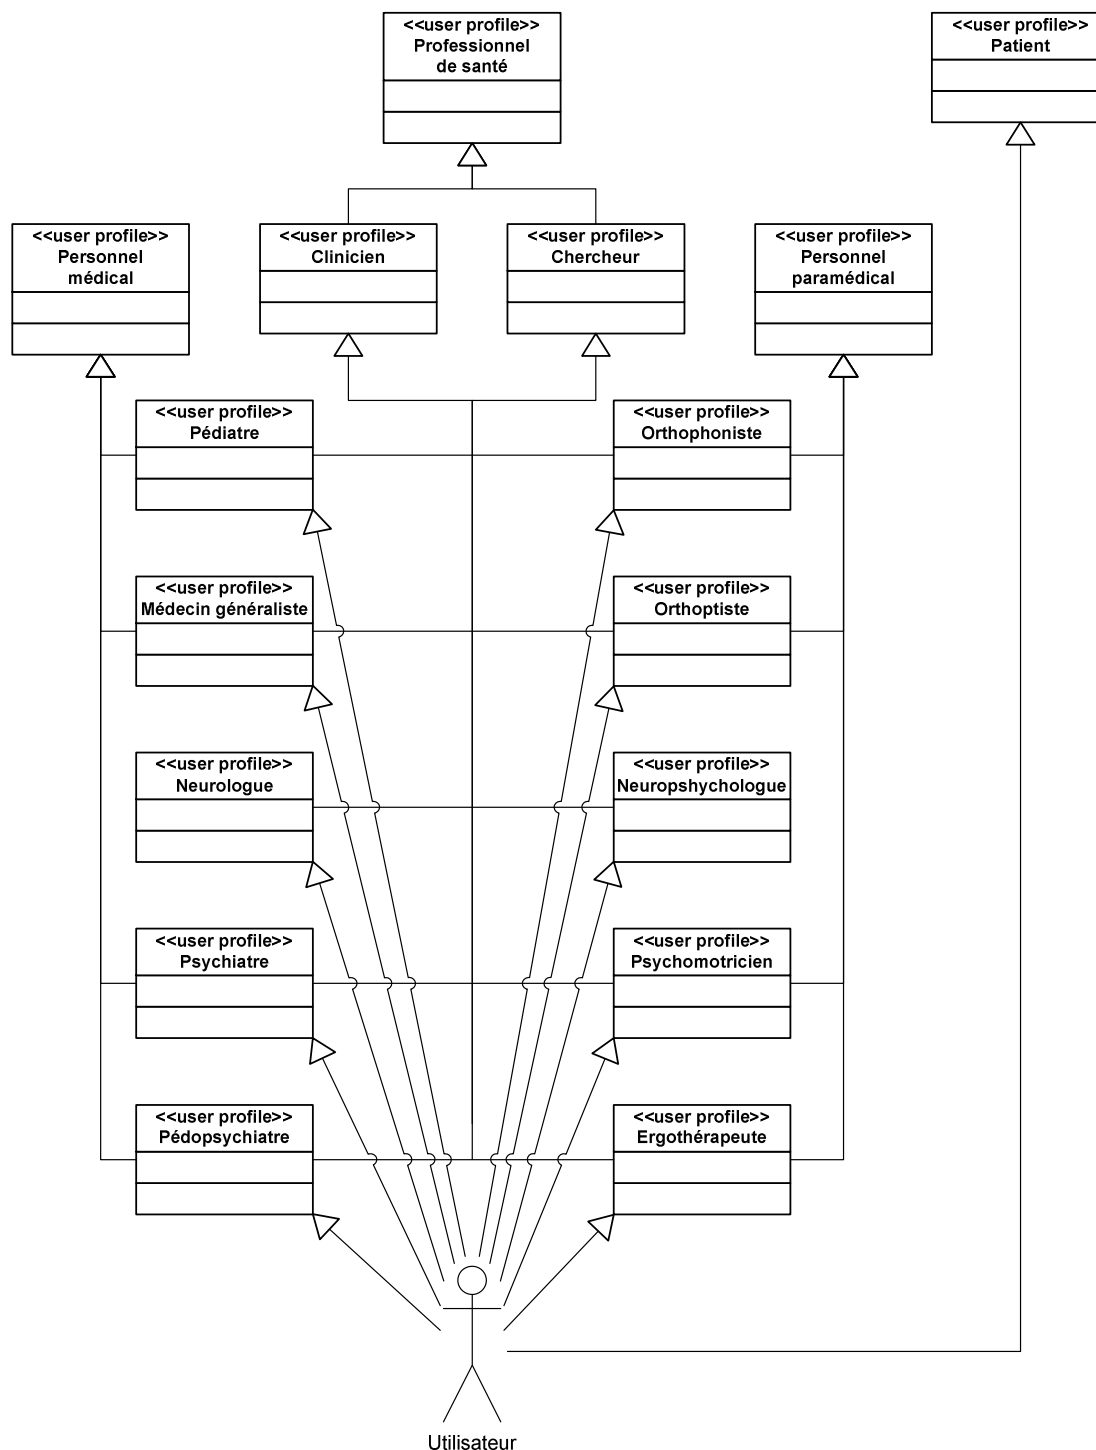 <<user profile>>
Professionnel
de santé
<<user profile>>
Patient
<<user profile>>
Personnel
médical
<<user profile>>
Clinicien
<<user profile>>
Chercheur
<<user profile>>
Personnel
paramédical
<<user profile>>
Pédiatre
<<user profile>>
Orthophoniste
<<user profile>>
Médecin généraliste
<<user profile>>
Orthoptiste
<<user profile>>
Neurologue
<<user profile>>
Neuropshychologue
<<user profile>>
Psychiatre
<<user profile>>
Psychomotricien
<<user profile>>
Pédopsychiatre
<<user profile>>
Ergothérapeute
Utilisateur